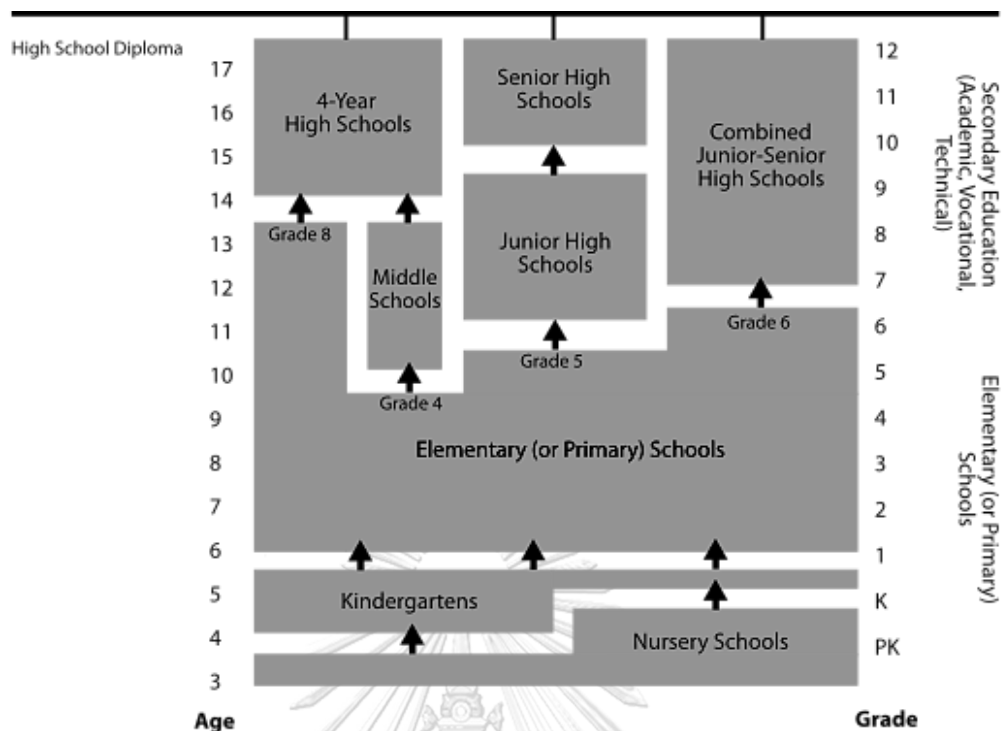 High School Diploma
17
16
15
14
13
12
11
10
9
8
7
6
5
4
3
Age
4-Year
High Schools
Grade 8
Middle
Schools
Grade 4
Senior High
Schools
Junior High
Schools
Grade 5
Combined
Junior-Senior
High Schools
Grade 6
Elementary (or Primary) Schools
Kindergartens
Nursery Schools
12
11
10
9
8
7
6
5
4
3
2
1
K
PK
Grade
Secondary Education
(Academic, Vocational,
Technical)
Elementary (or Primary)
Schools